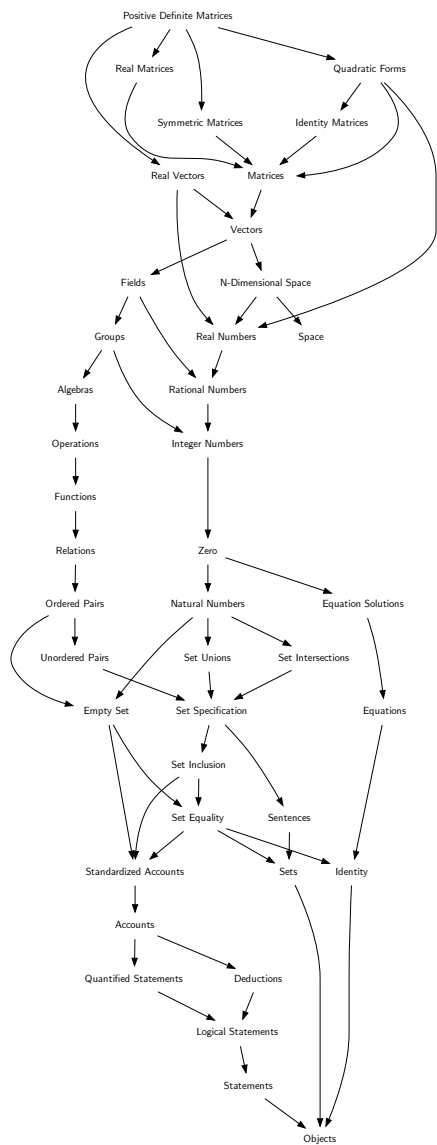 Positive Definite Matrices
Real Matrices
Quadratic Forms
Symmetric Matrices
Identity Matrices
Real Vectors
Matrices
Vectors
Fields
N-Dimensional Space
Groups
Real Numbers
Space
Algebras
Rational Numbers
Operations
Integer Numbers
Functions
Relations
Zero
Ordered Pairs
Natural Numbers
Equation Solutions
Unordered Pairs
Set Unions
Set Intersections
Empty Set
Set Specification
Equations
Set Inclusion
Set Equality
Sentences
Standardized Accounts
Sets
Identity
Accounts
Quantified Statements
Deductions
Logical Statements
Statements
Objects